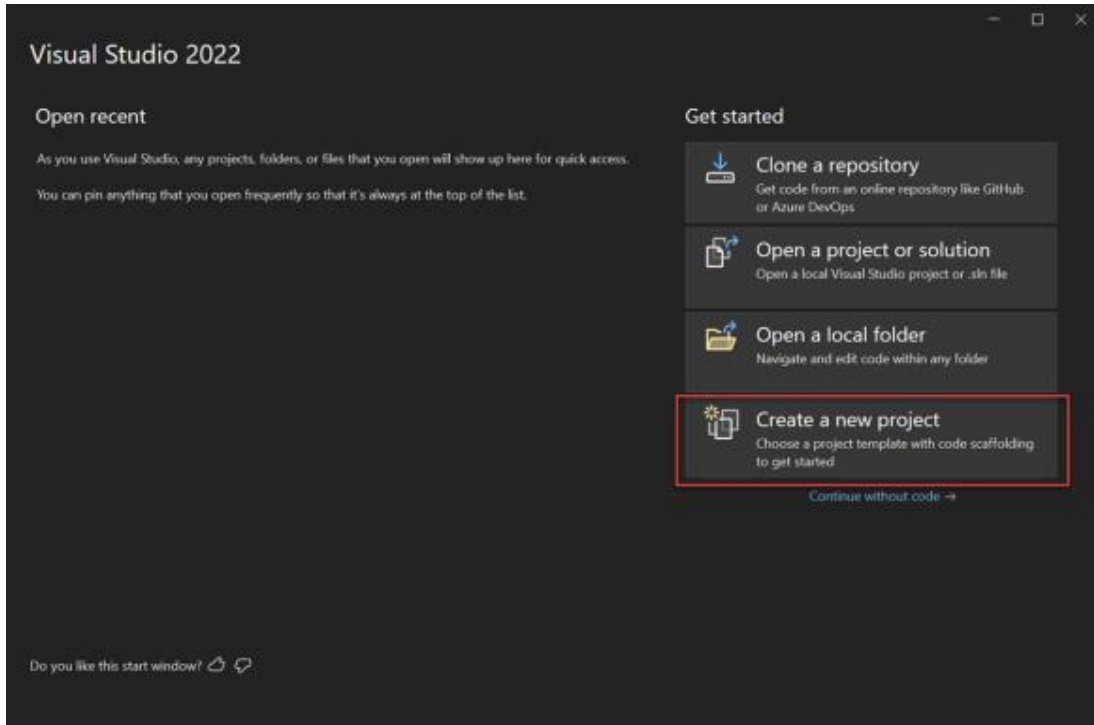 Visual Studio 2022
Open recent
As you use Visual Studio, any projects, folders, or files that you open will show up here for quick access.
You can pin anything that you open frequently so that it's always at the top of the list.
Get started
Clone a repository
Get code from an online repository like GitHub
or Azure DevOps
Open a project or solution
Open a local Visual Studio project or .sln file
Open a local folder
Navigate and edit code within any folder
Create a new project
Choose a project template with code scaffolding
to get started
Continue without code →
Do you like this start window?